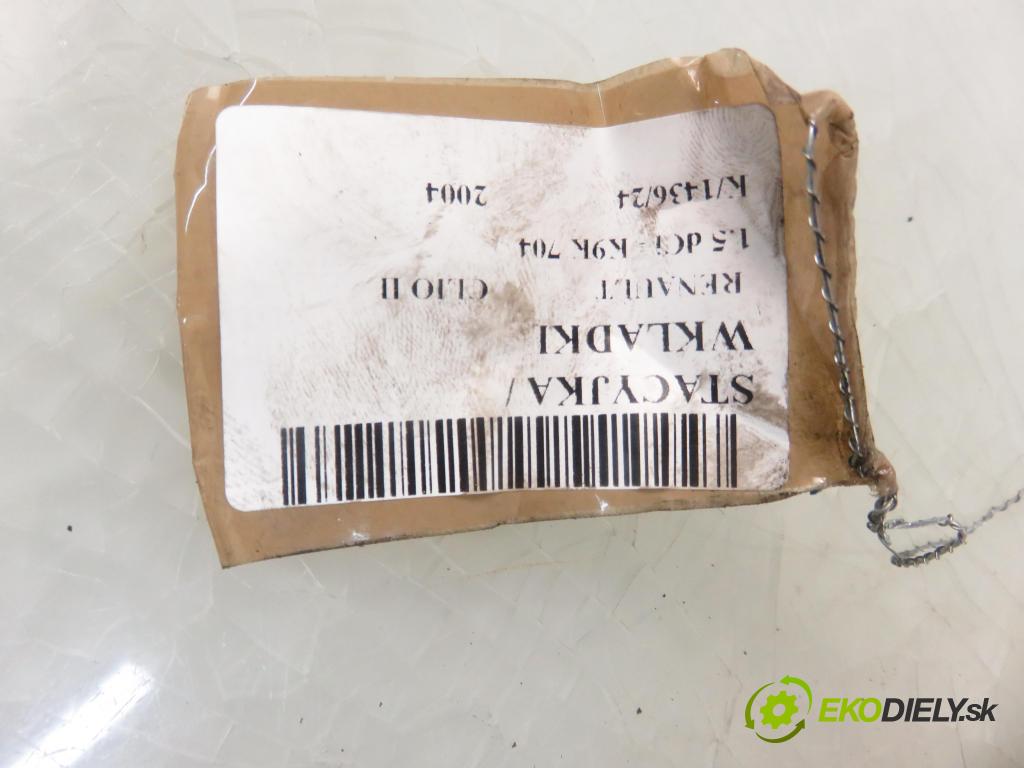 STACYJKA /
WKLADKI
RENAULT CLIO II
1.5 dCi - K9K 704
K/1436/24 2004
EKODIELY.sk